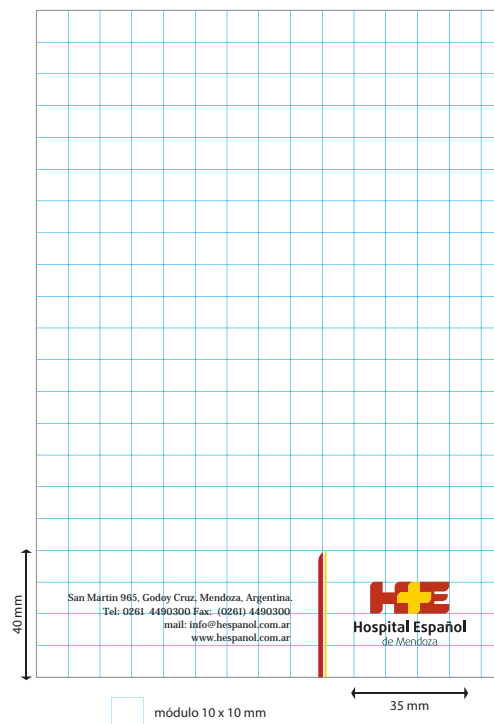 40 mm
San Martín 965, Godoy Cruz, Mendoza, Argentina.
Tel: 0261 4490300 Fax: (0261) 4490300
mail: info@hespanol.com.ar
www.hespanol.com.ar
HE
Hospital Español
de Mendoza
módulo 10 x 10 mm
35 mm